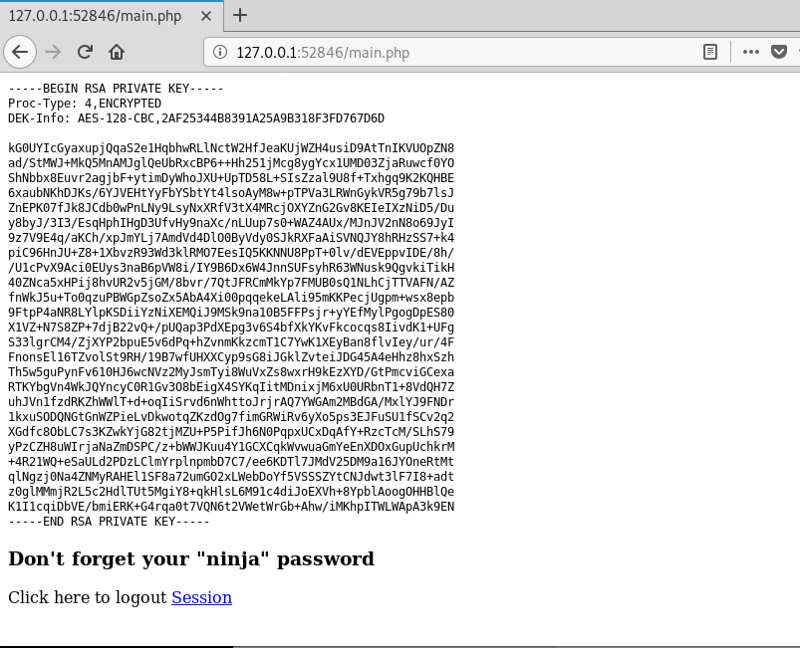 127.0.0.1:52846/main.php
127.0.0.1:52846/main.php
-----BEGIN RSA PRIVATE KEY-----
Proc-Type: 4,ENCRYPTED
DEK-Info: AES-128-CBC,2AF25344B8391A25A9B318F3FD767D6D
kG0UYIcGyaxupjQqaS2e1HqbhwRLlNctW2HfJeaKUjWZH4usiD9AtTnIKVUOpZN8
ad/StMWJ+MkQ5MnAMJglQeUbRxcBP6++Hh251jMcg8ygYcx1UMD03ZjaRuwcf0YO
ShNbbx8Euvr2agjbF+ytimDyWhoJXU+UpTD58L+SIsZzal9U8f+Txhgq9K2KQHBE
6xaubNKhDJKs/6YJVEHtYyFbYSbtYt4lsoAyM8w+pTPVa3LRWnGykVR5g79b7lsJ
ZnEPK07fJk8JCdb0wPnLNy9LsyNxXRfV3tX4MRcjOXYZnG2Gv8KEIeIXzNiD5/Du
y8byJ/3I3/EsqHphIHgD3UfvHy9naXc/nLUup7s0+WAZ4AUx/MJnJV2nN8o69JyI
9z7V9E4q/aKCh/xpJmYLj7AmdVd4DlO0ByVdy0SJkRXFaAiSVNQJY8hRHzSS7+k4
piC96HnJU+Z8+1XbvzR93Wd3klRMO7EesIQ5KKNNU8PpT+0lv/dEVEppvIDE/8h/
/U1cPvX9Aci0EUys3naB6pVW8i/IY9B6Dx6W4JnnSUFsyhR63WNusk9QgvkiTikH
40ZNca5xHPij8hvUR2v5jGM/8bvr/7QtJFRCmMkYp7FMUB0sQ1NLhCjTTVAFN/AZ
fnWkJ5u+To0qzuPBWGpZsoZx5AbA4Xi00pqqekeLAli95mKKPecjUgpm+wsx8epb
9FtpP4aNR8LYlpKSDiiYzNiXEMQiJ9MSk9na10B5FFPsjr+yYEfMylPgogDpES80
X1VZ+N7S8ZP+7djB22vQ+/pUQap3PdXEpg3v6S4bfXkYKvFkcocqs8IivdK1+UFg
S33lgrCM4/ZjXYP2bpuE5v6dPq+hZvnmKkzcmT1C7YwK1XEyBan8flvIey/ur/4F
FnonsEl16TZvolSt9RH/19B7wfUHXXCyp9sG8iJGklZvteiJDG45A4eHhz8hxSzh
Th5w5guPynFv610HJ6wcNVz2MyJsmTyi8WuVxZs8wxrH9kEzXYD/GtPmcviGCexa
RTKYbgVn4WkJQYncyC0R1Gv3O8bEigX4SYKqIitMDnixjM6xU0URbnT1+8VdQH7Z
uhJVn1fzdRKZhWWlT+d+oqIiSrvd6nWhttoJrjrAQ7YWGAm2MBdGA/MxlYJ9FNDr
1kxuSODQNGtGnWZPieLvDkwotqZKzdOg7fimGRWiRv6yXo5ps3EJFuSU1fSCv2q2
XGdfc8ObLC7s3KZwkYjG82tjMZU+P5PifJh6N0PqpxUCxDqAfY+RzcTcM/SLhS79
yPzCZH8uWIrjaNaZmDSPC/z+bWWJKuu4Y1GCXCqkWvwuaGmYeEnXDOxGupUchkrM
+4R21WQ+eSaULd2PDzLClmYrplnpmbD7C7/ee6KDTl7JMdV25DM9a16JYOneRtMt
qlNgzj0Na4ZNMyRAHEl1SF8a72umGO2xLWebDoYf5VSSSZYtCNJdwt3lF7I8+adt
z0glMMmjR2L5c2HdlTUt5MgiY8+qkHlsL6M91c4diJoEXVh+8YpblAoogOHHBlQe
K1I1cqiDbVE/bmiERK+G4rqa0t7VQN6t2VWetWrGb+Ahw/iMKhpITWLWApA3k9EN
-----END RSA PRIVATE KEY-----
Don't forget your "ninja" password
Click here to logout Session